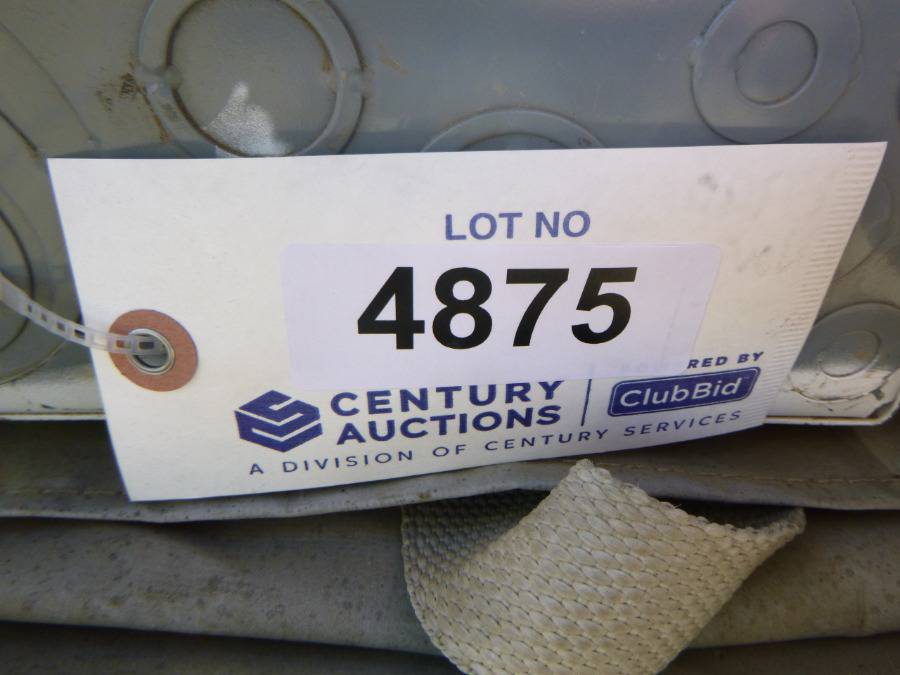 LOT NO
4875
CENTURY
AUCTIONS
RED BY
ClubBid
A DIVISION OF CENTURY SERVICES